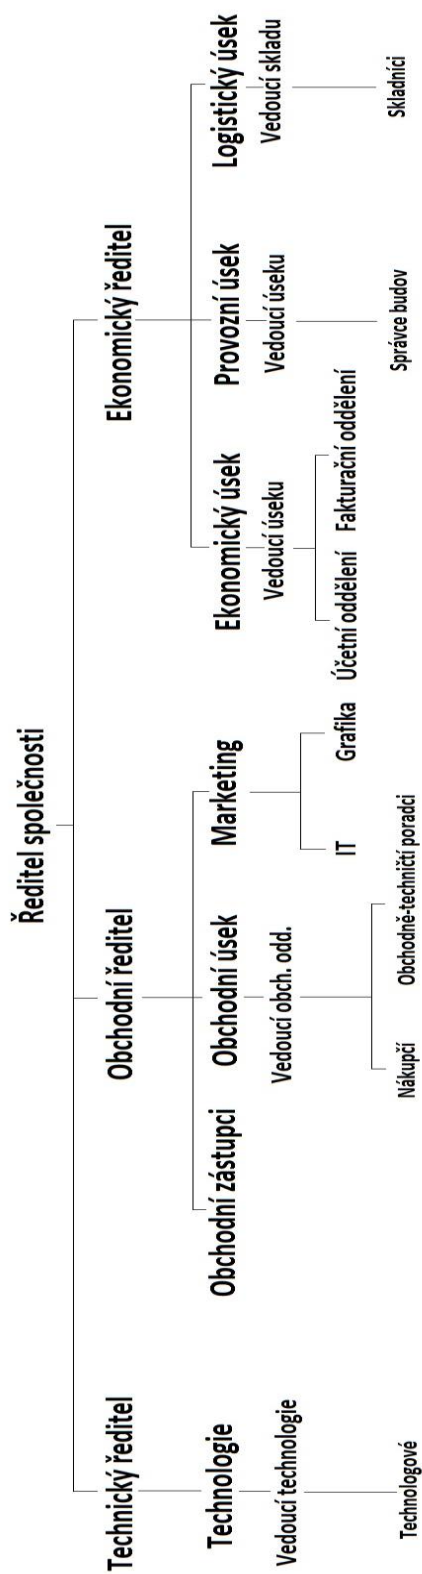 Ředitel společnosti
Technický ředitel
Obchodní ředitel
Ekonomický ředitel
Technologie
Obchodní zástupci
Obchodní úsek
Marketing
Ekonomický úsek
Provozní úsek
Logistický úsek
Vedoucí technologie
Vedoucí obch. odd.
Vedoucí úseku
Vedoucí úseku
Vedoucí skladu
IT
Grafika
Účetní oddělení
Fakturační oddělení
Technologové
Nákupčí
Obchodně-techničtí poradci
Správce budov
Skladníci